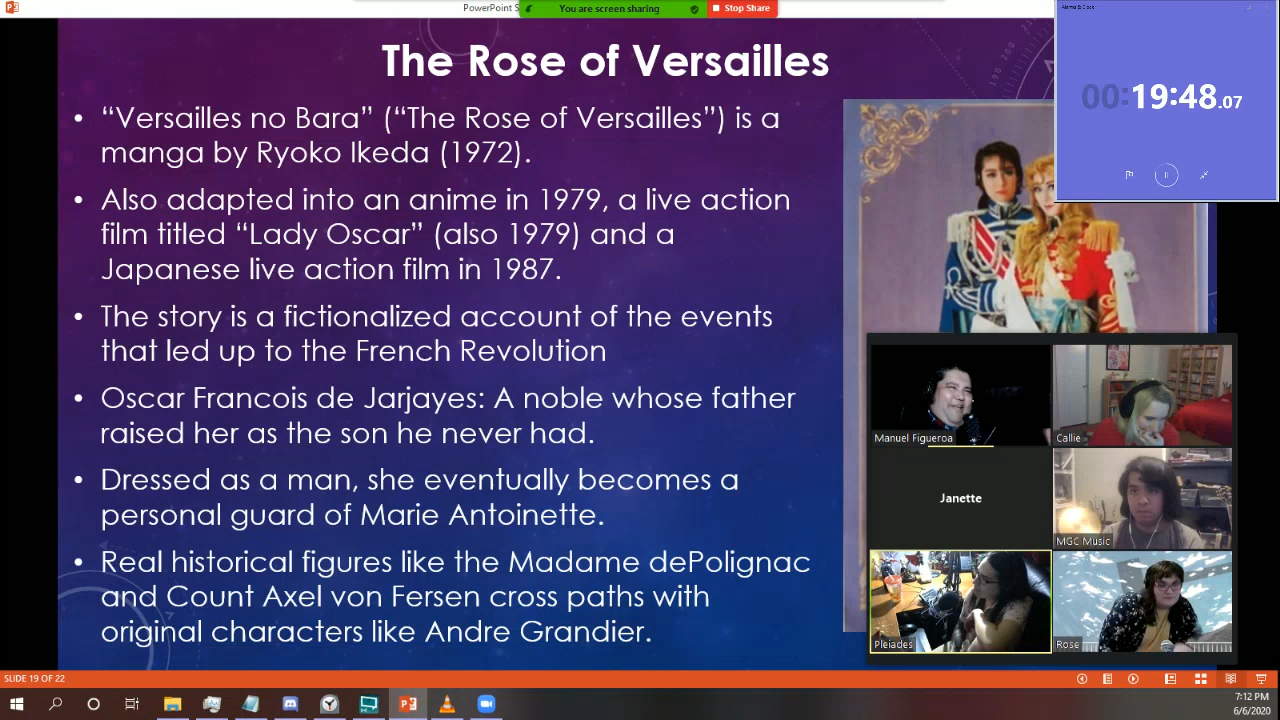 PowerPoint S
You are screen sharing
Stop Share
Alarms & Clock
The Rose of Versailles
00:19:48.07
• “Versailles no Bara” (“The Rose of Versailles”) is a
manga by Ryoko Ikeda (1972).
• Also adapted into an anime in 1979, a live action
film titled “Lady Oscar” (also 1979) and a
Japanese live action film in 1987.
• The story is a fictionalized account of the events
that led up to the French Revolution
• Oscar Francois de Jarjayes: A noble whose father
raised her as the son he never had.
• Dressed as a man, she eventually becomes a
personal guard of Marie Antoinette.
• Real historical figures like the Madame dePolignac
and Count Axel von Fersen cross paths with
original characters like Andre Grandier.
Manuel Figueroa
Callie
Janette
MGC Music
Pleiades
Rose
SLIDE 19 OF 22
7:12 PM
6/6/2020